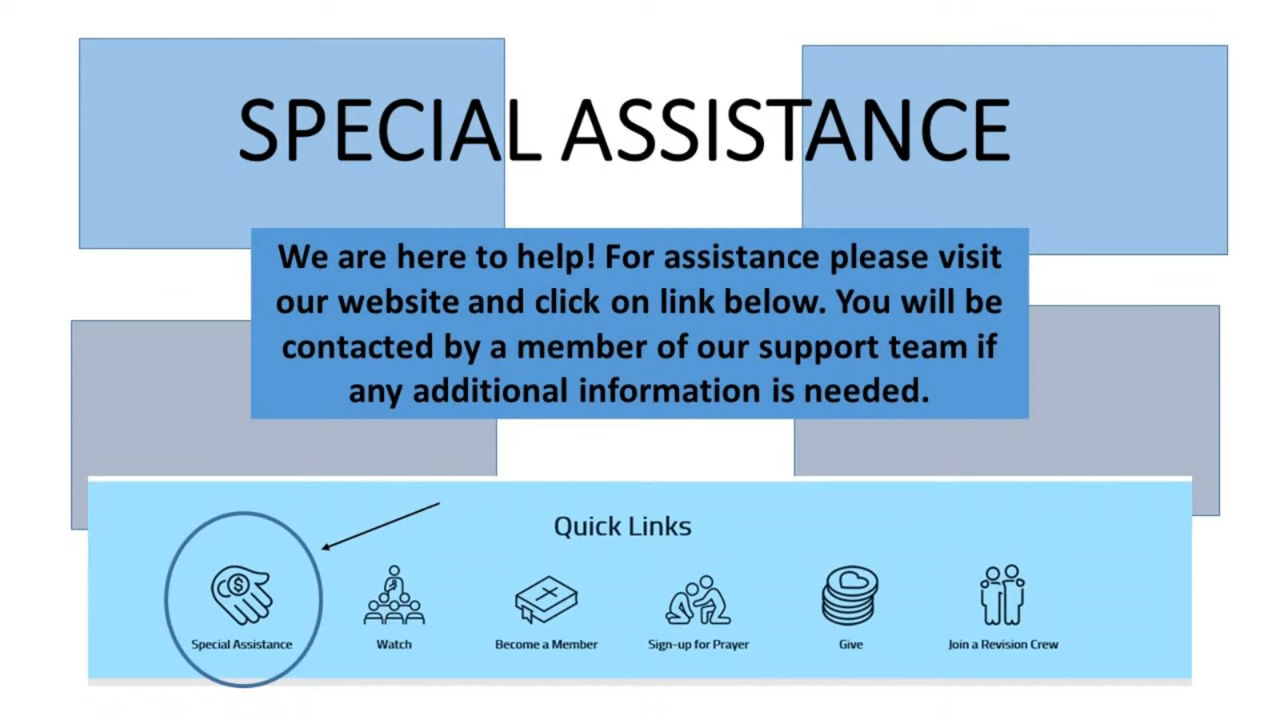 SPECIAL ASSISTANCE
We are here to help! For assistance please visit
our website and click on link below. You will be
contacted by a member of our support team if
any additional information is needed.
Quick Links
$
Special Assistance
Watch
Become a Member
Sign-up for Prayer
Give
Join a Revision Crew